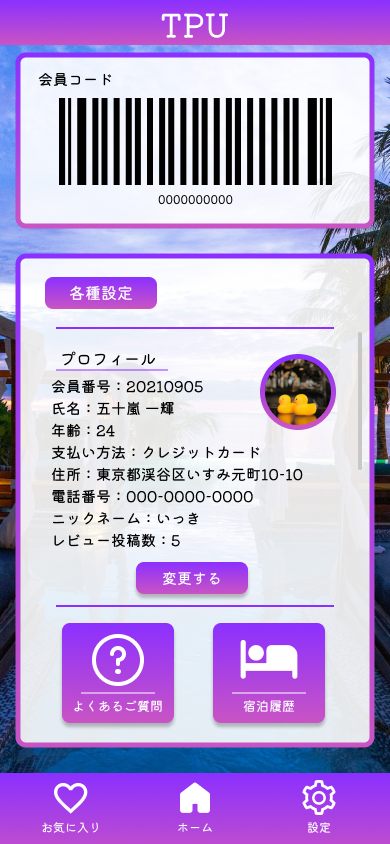 TPU
会員コード
0000000000
各種設定
プロフィール
会員番号：20210905
氏名：五十嵐 一輝
年齢：24
支払い方法：クレジットカード
住所：東京都渓谷区いすみ元町10-10
電話番号：000-0000-0000
ニックネーム：いっき
レビュー投稿数：5
変更する
よくあるご質問
宿泊履歴
お気に入り
ホーム
設定